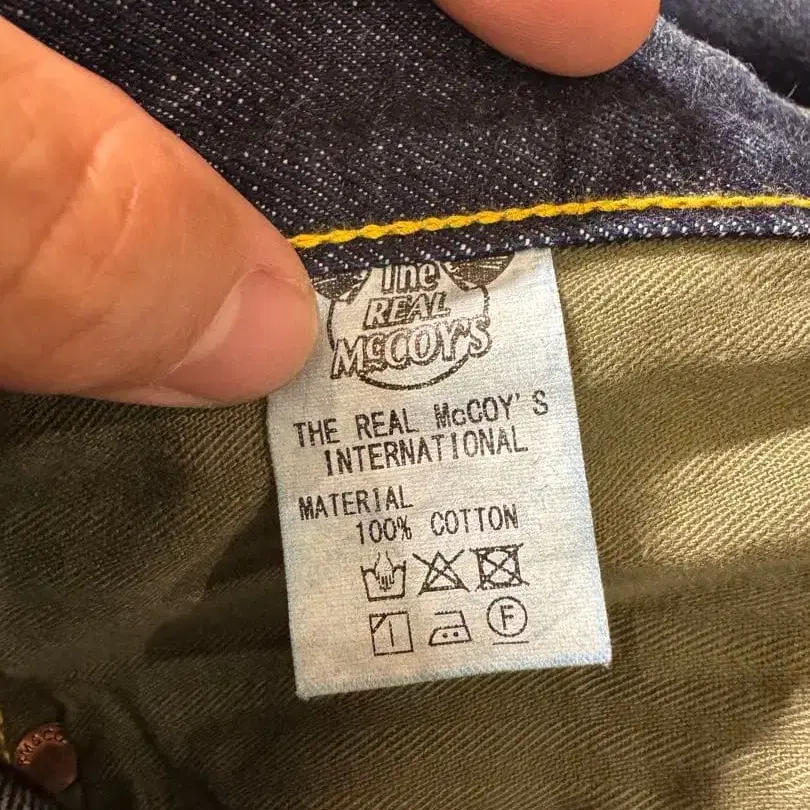 The
REAL
McCOY'S
THE REAL McCOY'S
INTERNATIONAL
MATERIAL
100% COTTON
F